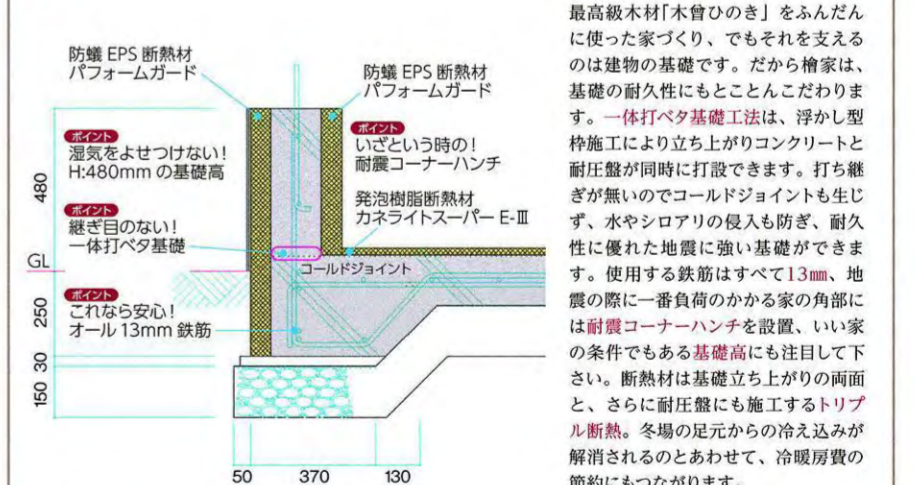 防蟻 EPS 断熱材
パフォームガード
防蟻 EPS 断熱材
パフォームガード
ポイント
湿気をよせつけない！
H:480mm の基礎高
ポイント
いざという時の！
耐震コーナーハンチ
ポイント
継ぎ目のない！
一体打ベタ基礎
発泡樹脂断熱材
カネライトスーパー E-Ⅲ
コールドジョイント
ポイント
これなら安心！
オール 13mm 鉄筋
480
GL
250
30
150
50
370
130
最高級木材「木曾ひのき」をふんだん
に使った家づくり、でもそれを支える
のは建物の基礎です。だから檜家は、
基礎の耐久性にもとことんこだわりま
す。一体打ベタ基礎工法は、浮かし型
枠施工により立ち上がりコンクリートと
耐圧盤が同時に打設できます。打ち継
ぎが無いのでコールドジョイントも生じ
ず、水やシロアリの侵入も防ぎ、耐久
性に優れた地震に強い基礎ができま
す。使用する鉄筋はすべて13㎜、地
震の際に一番負荷のかかる家の角部に
は耐震コーナーハンチを設置、いい家
の条件でもある基礎高にも注目して下
さい。断熱材は基礎立ち上がりの両面
と、さらに耐圧盤にも施工するトリプ
ル断熱。冬場の足元からの冷え込みが
解消されるのとあわせて、冷暖房費の
節約にもつながります。